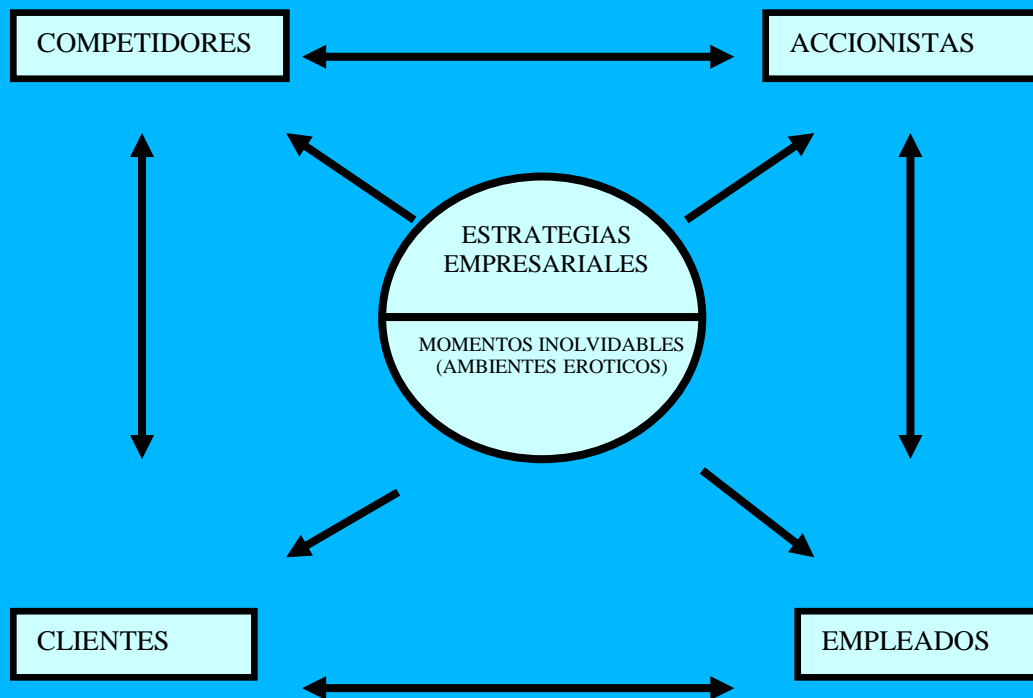 COMPETIDORES
ACCIONISTAS
ESTRATEGIAS
EMPRESARIALES
MOMENTOS INOLVIDABLES
(AMBIENTES EROTICOS)
CLIENTES
EMPLEADOS